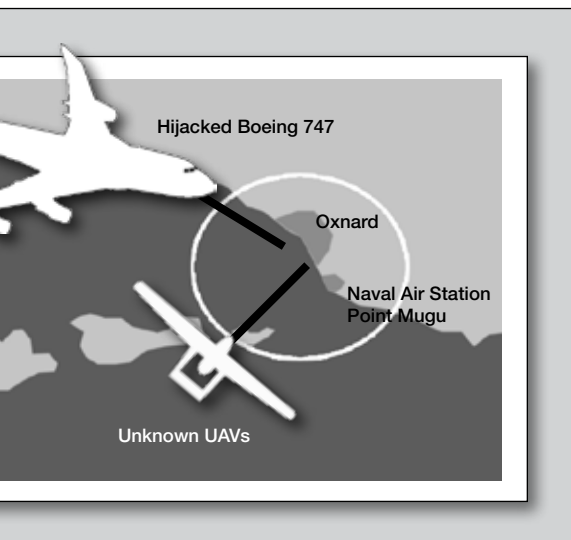 Hijacked Boeing 747
Oxnard
Naval Air Station
Point Mugu
Unknown UAVs